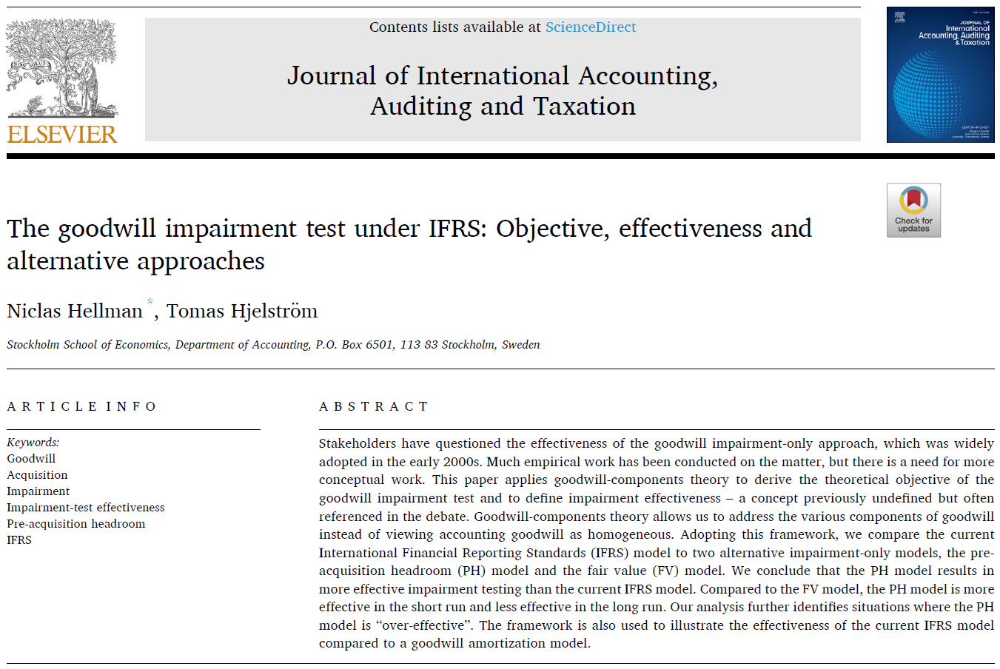 Contents lists available at ScienceDirect
Journal of International Accounting,
Auditing and Taxation
NON SOLUS
ELSEVIER
JOURNAL OF
International
Accounting, Auditing
& Taxation
EDITOR-IN-CHIEF
Check for
updates
The goodwill impairment test under IFRS: Objective, effectiveness and
alternative approaches
Niclas Hellman *, Tomas Hjelström
Stockholm School of Economics, Department of Accounting, P.O. Box 6501, 113 83 Stockholm, Sweden
A R T I C L E I N F O
Keywords:
Goodwill
Acquisition
Impairment
Impairment-test effectiveness
Pre-acquisition headroom
IFRS
A B S T R A C T
Stakeholders have questioned the effectiveness of the goodwill impairment-only approach, which was widely
adopted in the early 2000s. Much empirical work has been conducted on the matter, but there is a need for more
conceptual work. This paper applies goodwill-components theory to derive the theoretical objective of the
goodwill impairment test and to define impairment effectiveness – a concept previously undefined but often
referenced in the debate. Goodwill-components theory allows us to address the various components of goodwill
instead of viewing accounting goodwill as homogeneous. Adopting this framework, we compare the current
International Financial Reporting Standards (IFRS) model to two alternative impairment-only models, the pre-
acquisition headroom (PH) model and the fair value (FV) model. We conclude that the PH model results in
more effective impairment testing than the current IFRS model. Compared to the FV model, the PH model is more
effective in the short run and less effective in the long run. Our analysis further identifies situations where the PH
model is “over-effective”. The framework is also used to illustrate the effectiveness of the current IFRS model
compared to a goodwill amortization model.